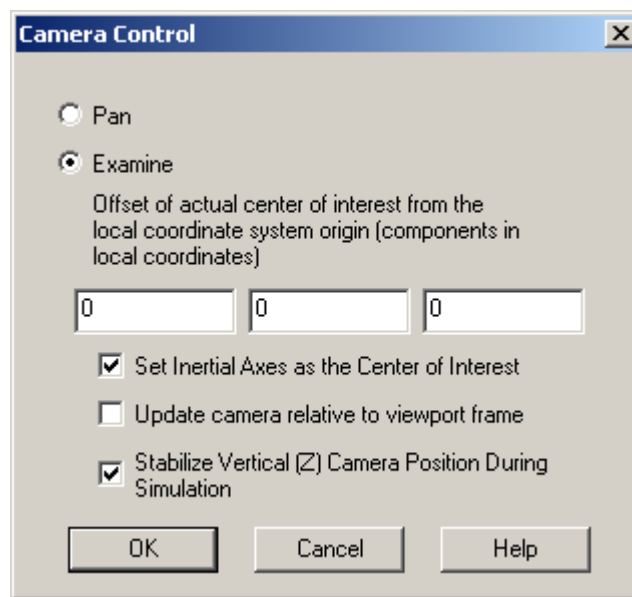 Camera Control
Pan
Examine
Offset of actual center of interest from the
local coordinate system origin (components in
local coordinates)
0 0 0
Set Inertial Axes as the Center of Interest
Update camera relative to viewport frame
Stabilize Vertical (Z) Camera Position During
Simulation
OK Cancel Help